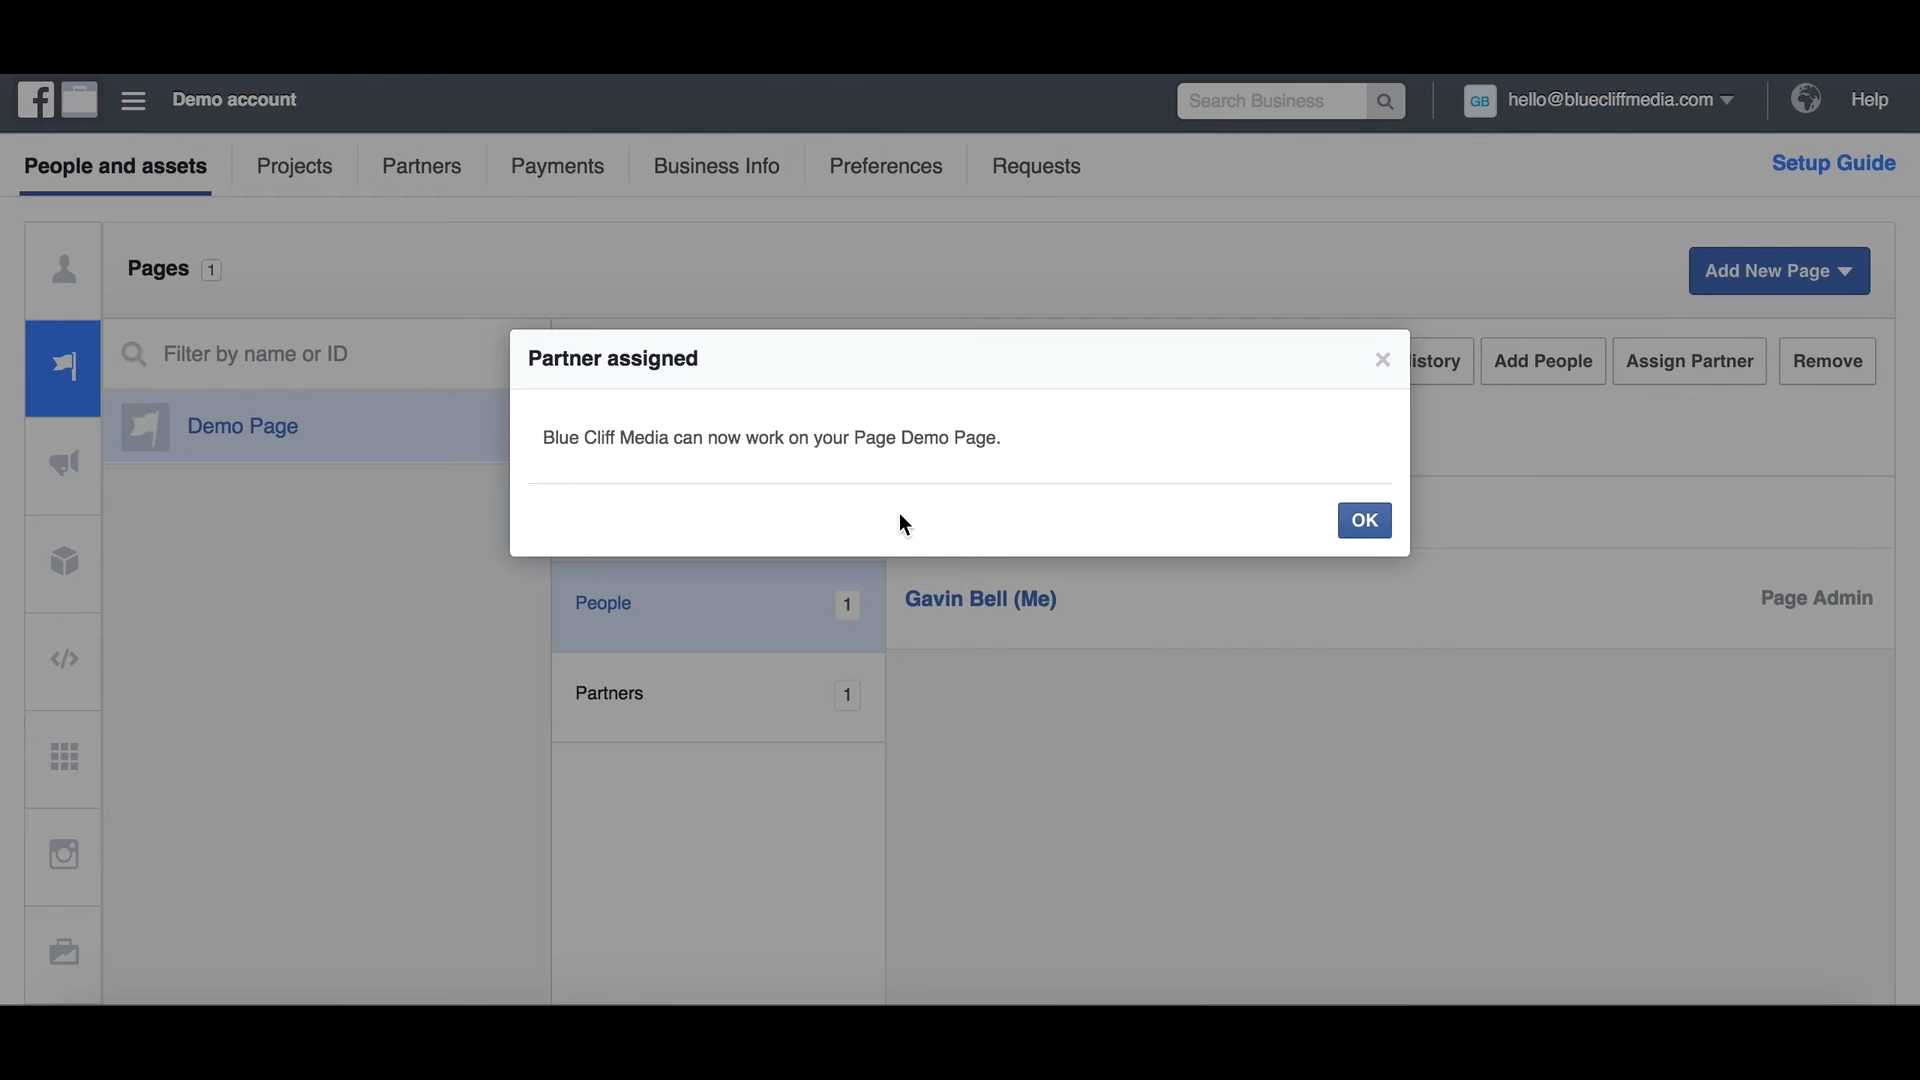 Demo account
Search Business
GB
hello@bluecliffmedia.com
Help
People and assets
Projects
Partners
Payments
Business Info
Preferences
Requests
Setup Guide
Pages 1
Add New Page
Filter by name or ID
Partner assigned
istory
Add People
Assign Partner
Remove
Demo Page
Blue Cliff Media can now work on your Page Demo Page.
OK
People 1
Gavin Bell (Me)
Page Admin
Partners 1